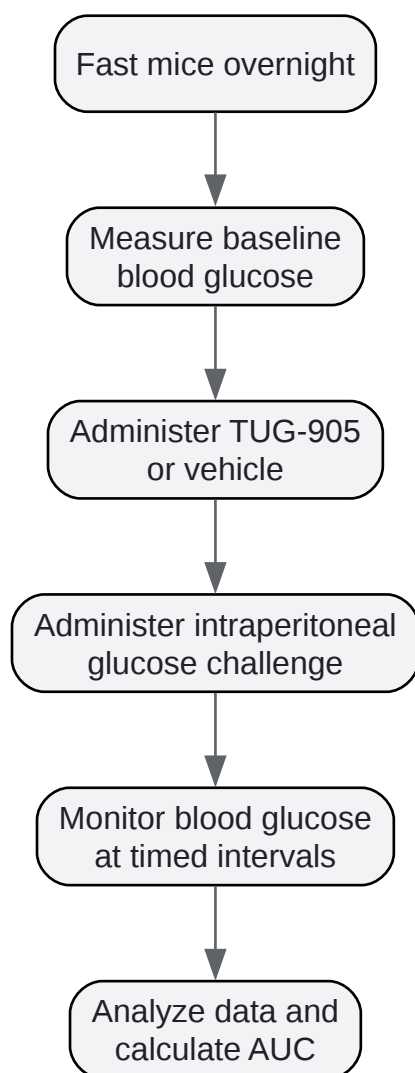 Fast mice overnight
Measure baseline
blood glucose
Administer TUG-905
or vehicle
Administer intraperitoneal
glucose challenge
Monitor blood glucose
at timed intervals
Analyze data and
calculate AUC